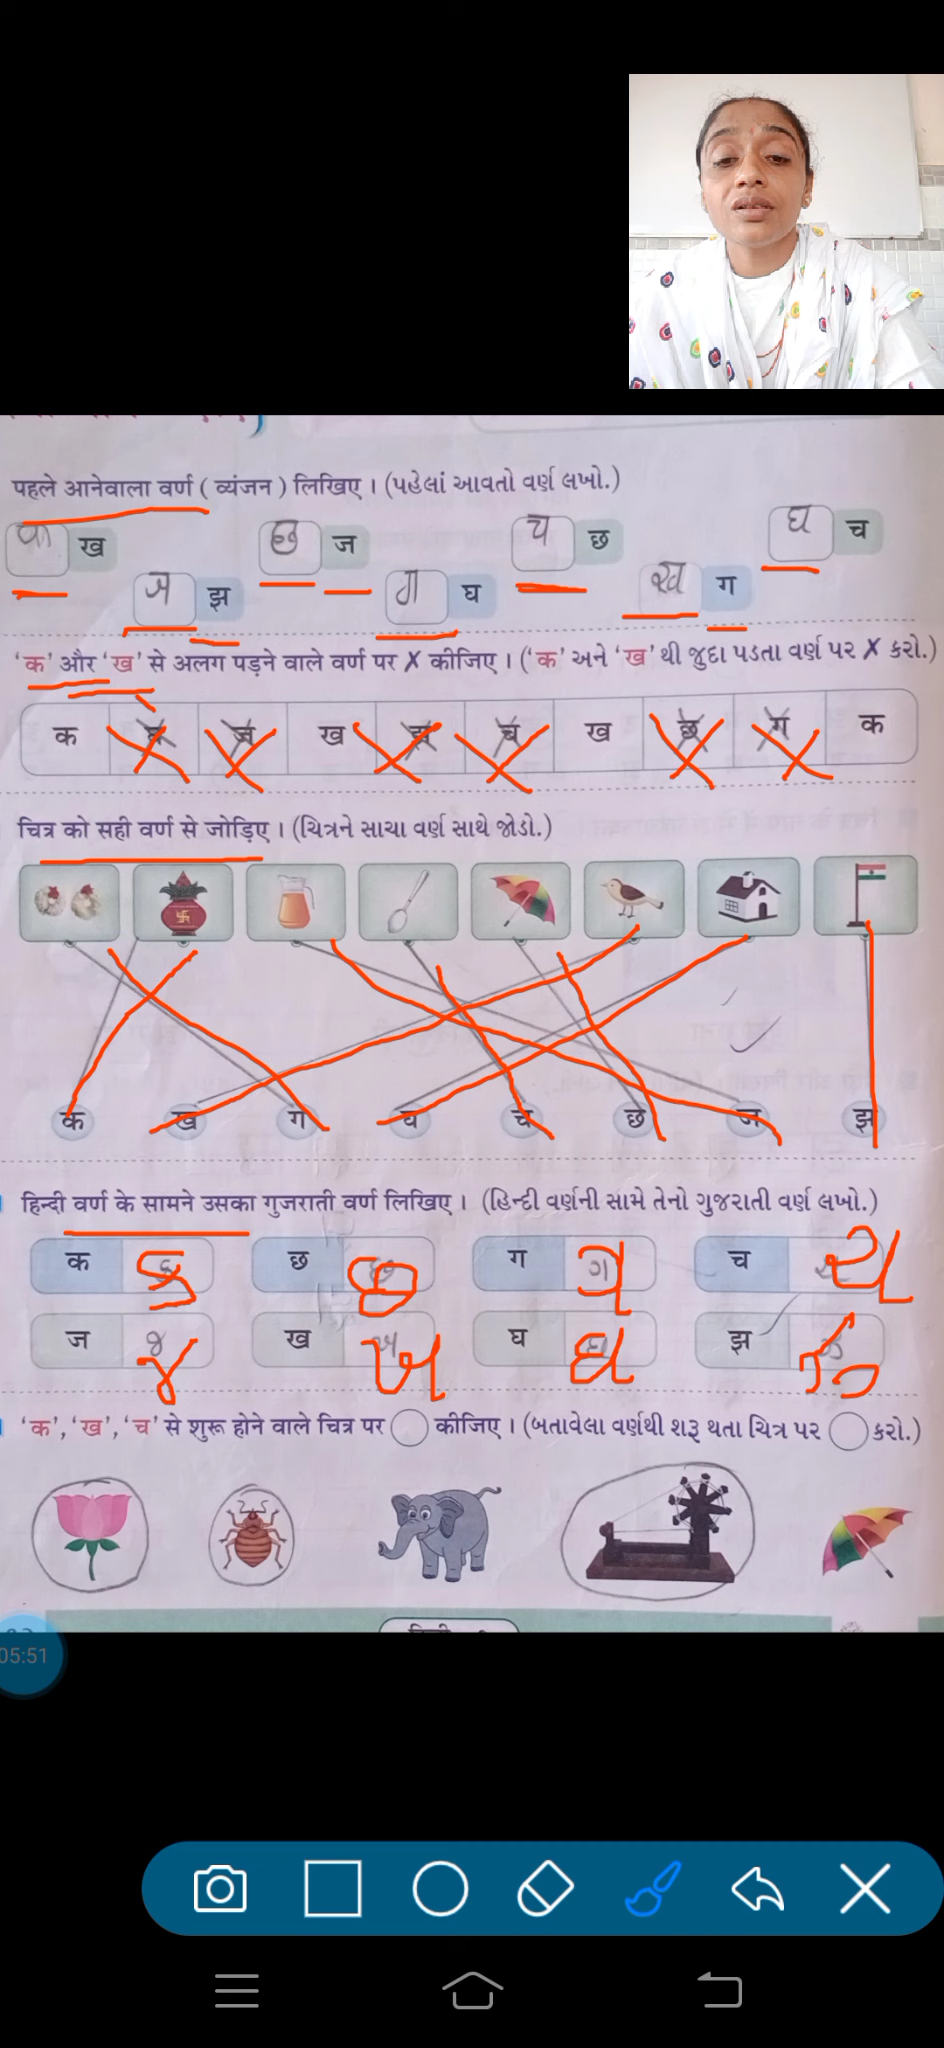 पहले आनेवाला वर्ण ( व्यंजन ) लिखिए । (પહેલાં આવતો વર્ણ લખો.)
क ख छ ज च छ घ च
ज झ ग घ ख ग
'क' और 'ख' से अलग पड़ने वाले वर्ण पर ✗ कीजिए । ('ક' અને 'ખ' થી જુદા પડતા વર્ણ પર ✗ કરો.)
क ज ख झ च ख छ ग क
चित्र को सही वर्ण से जोड़िए । (ચિત્રને સાચા વર્ણ સાથે જોડો.)
क ख ग घ च छ ज झ
हिन्दी वर्ण के सामने उसका गुजराती वर्ण लिखिए । (હિન્દી વર્ણની સામે તેનો ગુજરાતી વર્ણ લખો.)
क ક छ છ ग ગ च ચ
ज જ ख ખ घ ઘ झ ઝ
'क', 'ख', 'च' से शुरू होने वाले चित्र पर ◯ कीजिए । (બતાવેલા વર્ણથી શરૂ થતા ચિત્ર પર ◯ કરો.)
05:51